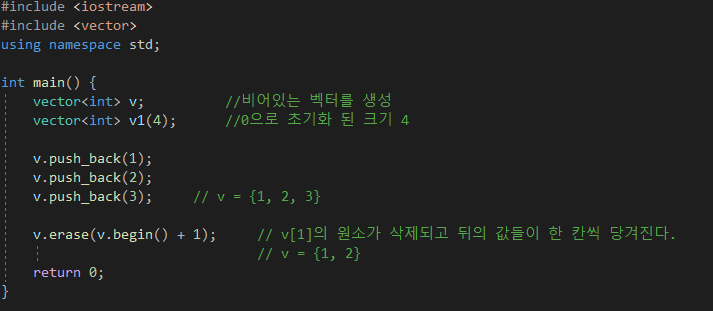 #include <iostream>
#include <vector>
using namespace std;
int main() {
vector<int> v; //비어있는 벡터를 생성
vector<int> v1(4); //0으로 초기화 된 크기 4
v.push_back(1);
v.push_back(2);
v.push_back(3); // v = {1, 2, 3}
v.erase(v.begin() + 1); // v[1]의 원소가 삭제되고 뒤의 값들이 한 칸씩 당겨진다.
// v = {1, 2}
return 0;
}